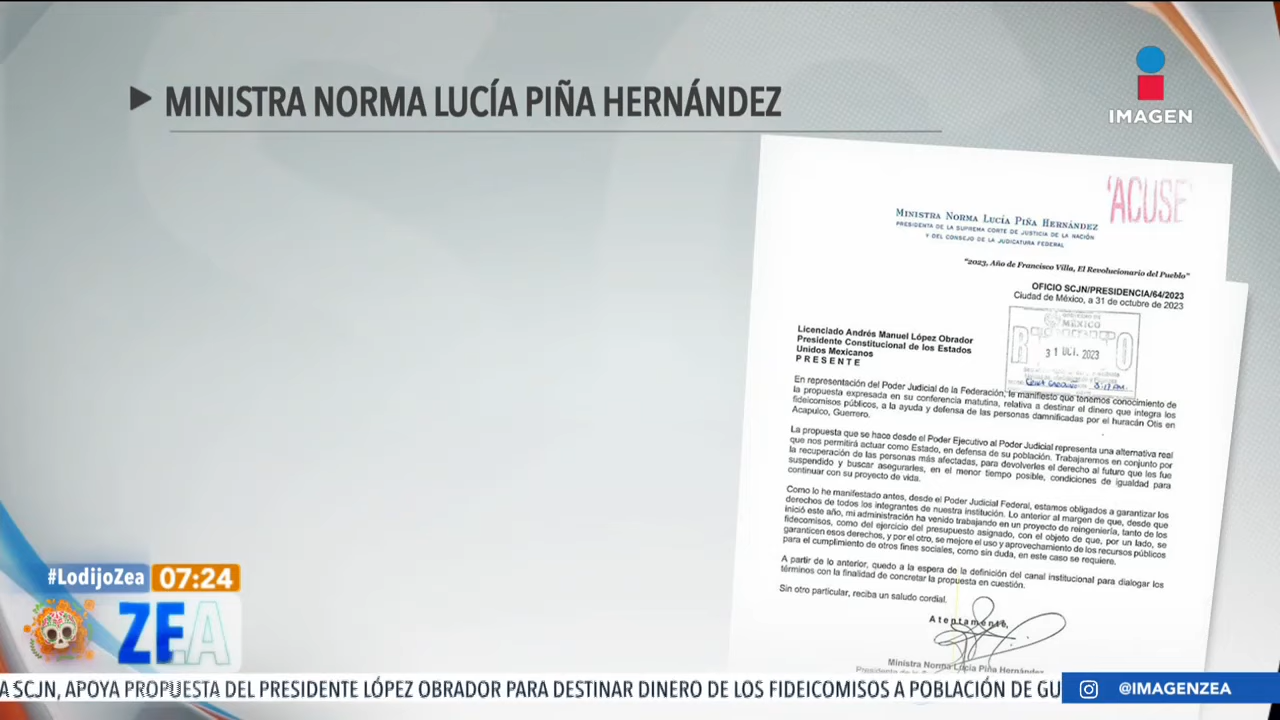 MINISTRA NORMA LUCÍA PIÑA HERNÁNDEZ
IMAGEN
'ACUSE'
MINISTRA NORMA LUCÍA PIÑA HERNÁNDEZ
PRESIDENTA DE LA SUPREMA CORTE DE JUSTICIA DE LA NACIÓN
Y DEL CONSEJO DE LA JUDICATURA FEDERAL
"2023, Año de Francisco Villa, El Revolucionario del Pueblo"
OFICIO SCJN/PRESIDENCIA/64/2023
Ciudad de México, a 31 de octubre de 2023
MÉXICO
31 OCT. 2023
Licenciado Andrés Manuel López Obrador
Presidente Constitucional de los Estados
Unidos Mexicanos
P R E S E N T E
En representación del Poder Judicial de la Federación, le manifiesto que tenemos conocimiento de
la propuesta expresada en su conferencia matutina, relativa a destinar el dinero que integra los
fideicomisos públicos, a la ayuda y defensa de las personas damnificadas por el huracán Otis en
Acapulco, Guerrero.
La propuesta que se hace desde el Poder Ejecutivo al Poder Judicial representa una alternativa real
que nos permitirá actuar como Estado, en defensa de su población. Trabajaremos en conjunto por
la recuperación de las personas más afectadas, para devolverles el derecho al futuro que les fue
suspendido y buscar asegurarles, en el menor tiempo posible, condiciones de igualdad para
continuar con su proyecto de vida.
Como lo he manifestado antes, desde el Poder Judicial Federal, estamos obligados a garantizar los
derechos de todos los integrantes de nuestra institución. Lo anterior al margen de que, desde que
inició este año, mi administración ha venido trabajando en un proyecto de reingeniería, tanto de los
fideicomisos, como del ejercicio del presupuesto asignado, con el objeto de que, por un lado, se
garanticen esos derechos, y por el otro, se mejore el uso y aprovechamiento de los recursos públicos
para el cumplimiento de otros fines sociales, como sin duda, en este caso se requiere.
A partir de lo anterior, quedo a la espera de la definición del canal institucional para dialogar los
términos con la finalidad de concretar la propuesta en cuestión.
Sin otro particular, reciba un saludo cordial.
A t e n t a m e n t e,
Ministra Norma Lucía Piña Hernández
#LodijoZea 07:24
ZEA
A SCJN, APOYA PROPUESTA DEL PRESIDENTE LÓPEZ OBRADOR PARA DESTINAR DINERO DE LOS FIDEICOMISOS A POBLACIÓN DE GU
@IMAGENZEA